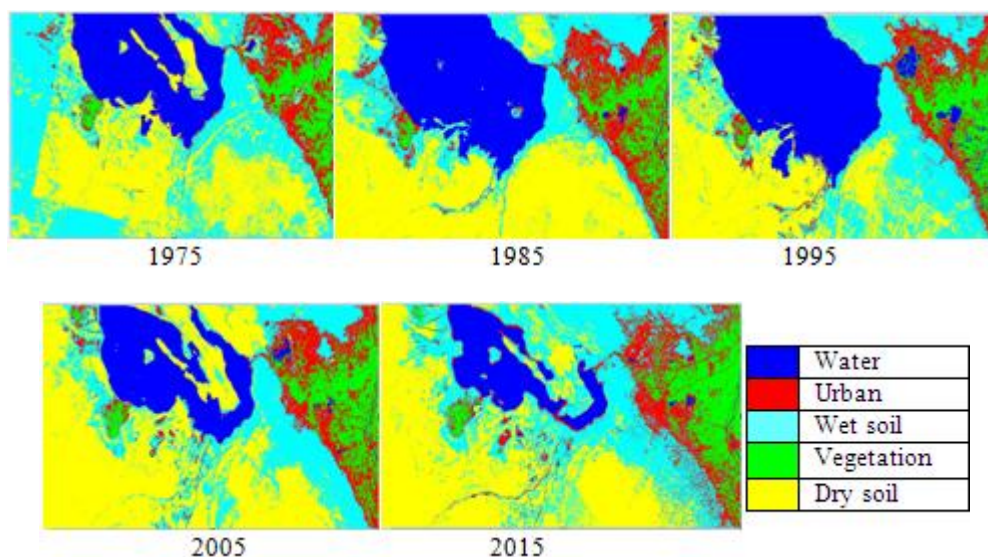 1975
1985
1995
2005
2015
Water
Urban
Wet soil
Vegetation
Dry soil